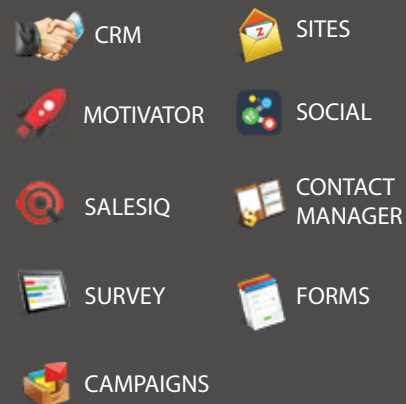 CRM
SITES
MOTIVATOR
SOCIAL
SALESIQ
CONTACT
MANAGER
SURVEY
FORMS
CAMPAIGNS